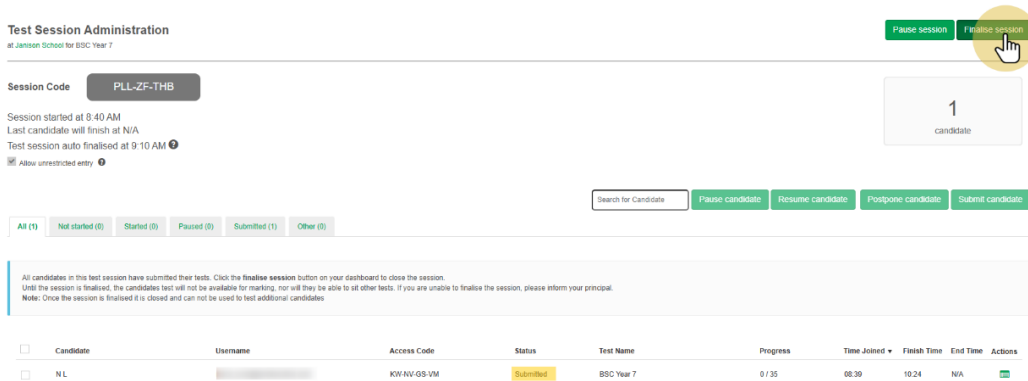 Test Session Administration
at Janison School for BSC Year 7
Pause session
Finalise session
Session Code
PLL-ZF-THB
Session started at 8:40 AM
Last candidate will finish at N/A
Test session auto finalised at 9:10 AM ?
Allow unrestricted entry ?
1
candidate
Search for Candidate
Pause candidate
Resume candidate
Postpone candidate
Submit candidate
All (1) Not started (0) Started (0) Paused (0) Submitted (1) Other (0)
All candidates in this test session have submitted their tests. Click the finalise session button on your dashboard to close the session.
Until the session is finalised, the candidates test will not be available for marking, nor will they be able to sit other tests. If you are unable to finalise the session, please inform your principal.
Note: Once the session is finalised it is closed and can not be used to test additional candidates
Candidate Username Access Code Status Test Name Progress Time Joined Finish Time End Time Actions
N L KW-NV-GS-VM Submitted BSC Year 7 0 / 35 08:39 10:24 N/A